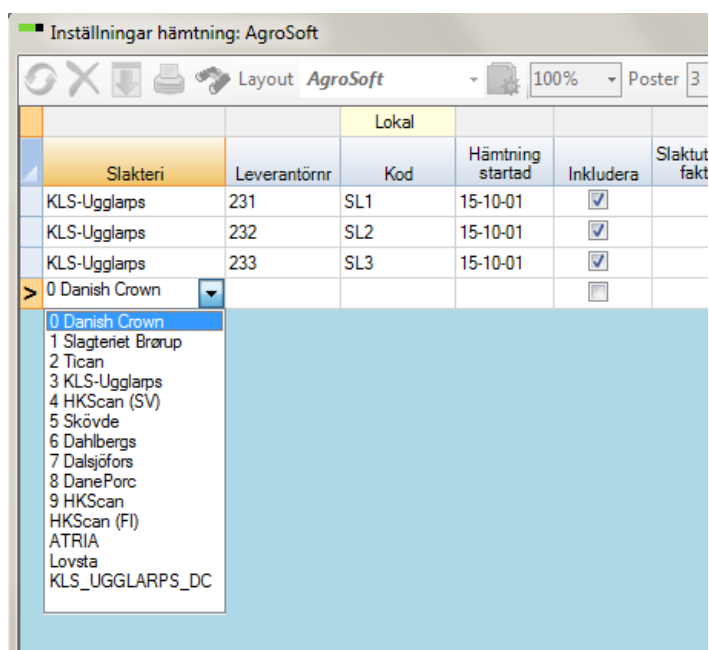 Inställningar hämtning: AgroSoft
Layout AgroSoft 100% Poster 3
Lokal
Slakteri Leverantörnr Kod Hämtning startad Inkludera Slaktut fakt
KLS-Ugglarps 231 SL1 15-10-01
KLS-Ugglarps 232 SL2 15-10-01
KLS-Ugglarps 233 SL3 15-10-01
> 0 Danish Crown
0 Danish Crown
1 Slagteriet Brørup
2 Tican
3 KLS-Ugglarps
4 HKScan (SV)
5 Skövde
6 Dahlbergs
7 Dalsjöfors
8 DanePorc
9 HKScan
HKScan (FI)
ATRIA
Lovsta
KLS_UGGLARPS_DC